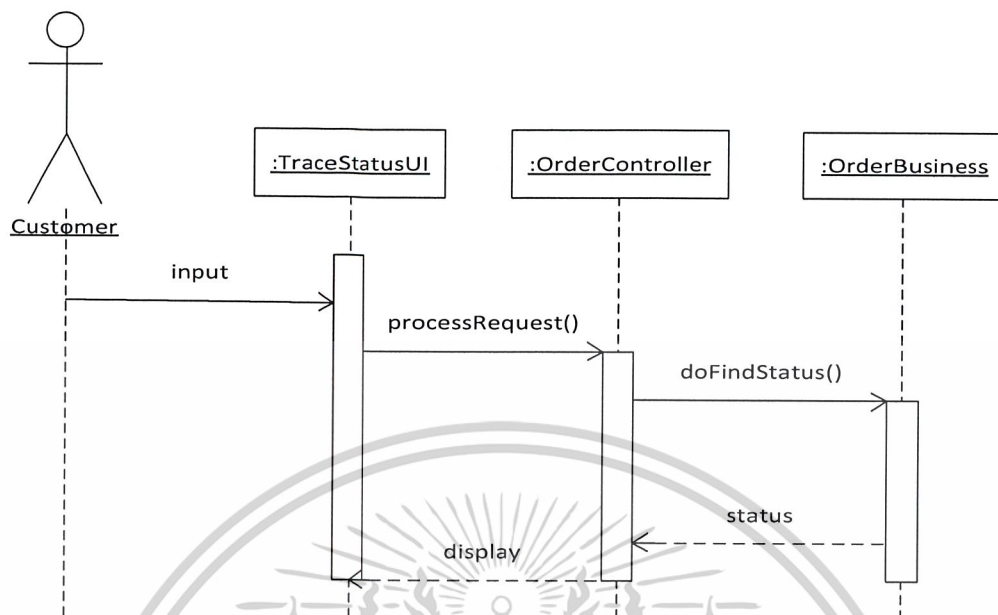 :TraceStatusUI
:OrderController
:OrderBusiness
Customer
input
processRequest()
doFindStatus()
status
display